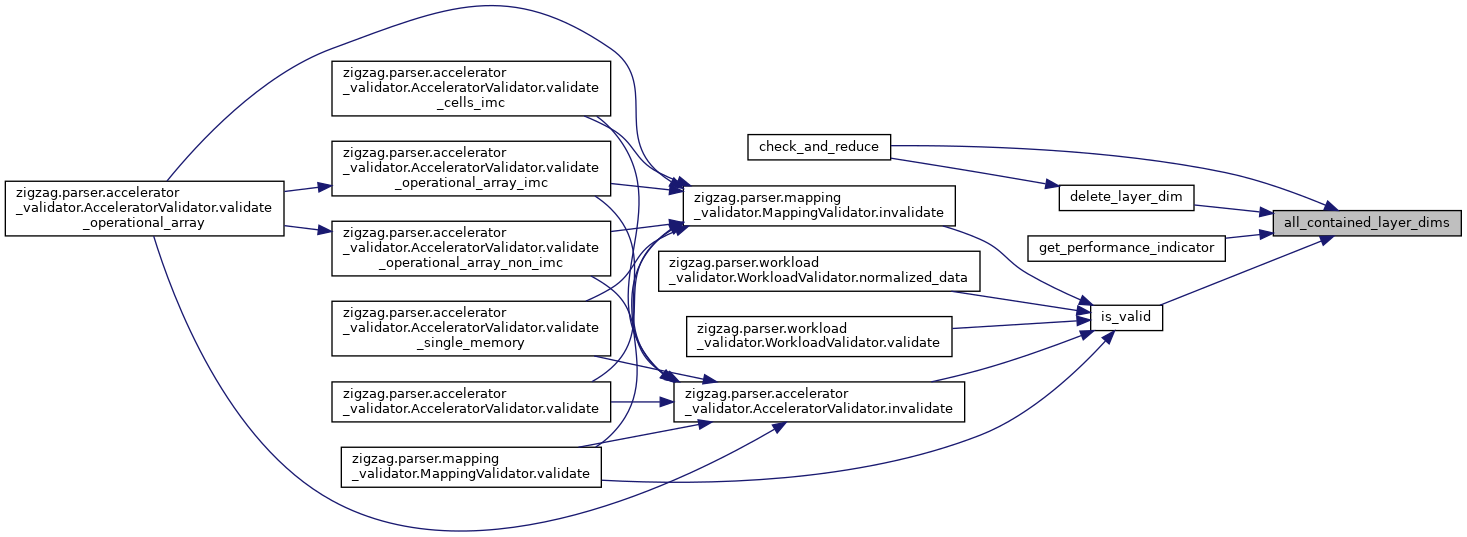 zigzag.parser.accelerator
_validator.AcceleratorValidator.validate
_operational_array
zigzag.parser.accelerator
_validator.AcceleratorValidator.validate
_cells_imc
zigzag.parser.accelerator
_validator.AcceleratorValidator.validate
_operational_array_imc
zigzag.parser.accelerator
_validator.AcceleratorValidator.validate
_operational_array_non_imc
zigzag.parser.accelerator
_validator.AcceleratorValidator.validate
_single_memory
zigzag.parser.accelerator
_validator.AcceleratorValidator.validate
zigzag.parser.mapping
_validator.MappingValidator.validate
check_and_reduce
zigzag.parser.mapping
_validator.MappingValidator.invalidate
zigzag.parser.workload
_validator.WorkloadValidator.normalized_data
zigzag.parser.workload
_validator.WorkloadValidator.validate
zigzag.parser.accelerator
_validator.AcceleratorValidator.invalidate
delete_layer_dim
get_performance_indicator
is_valid
all_contained_layer_dims